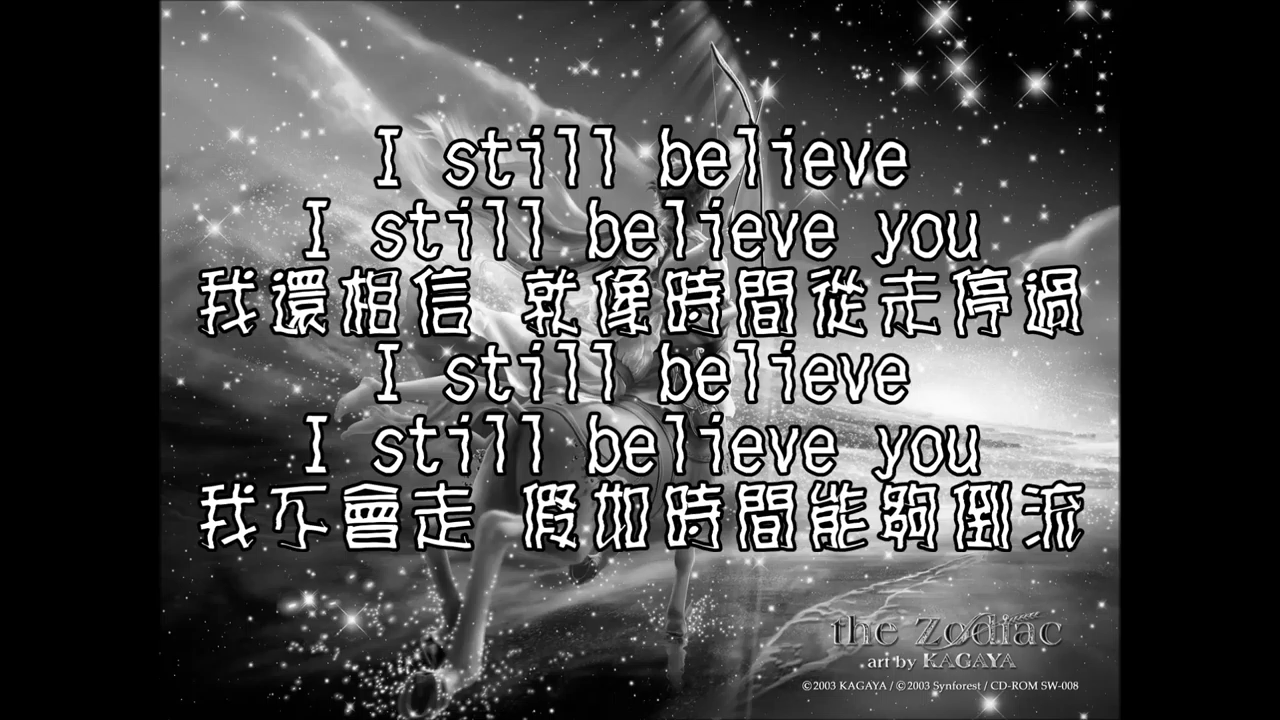 I still believe
I still believe you
我還相信 就像時間從走停過
I still believe
I still believe you
我不會走 假如時間能夠倒流
the Zodiac
art by KAGAYA
©2003 KAGAYA / ©2003 Synforest / CD-ROM SW-008